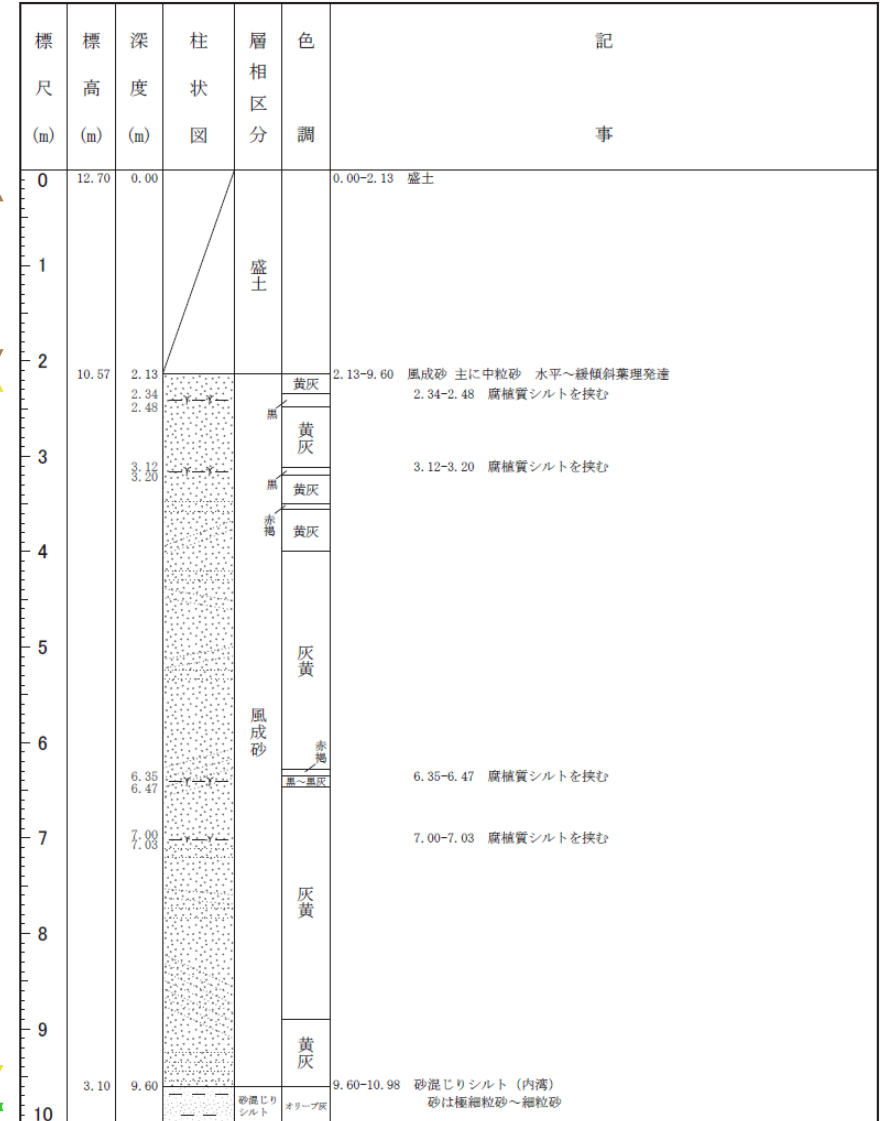 標尺(m) 標高(m) 深度(m) 柱状図 層相区分 色調 記事
0 12.70 0.00 0.00-2.13 盛土
1 盛土
2
10.57 2.13 黄灰 2.13-9.60 風成砂 主に中粒砂 水平～緩傾斜葉理発達
2.34 2.34-2.48 腐植質シルトを挟む
2.48 黒
黄灰
3
3.12 3.12-3.20 腐植質シルトを挟む
3.20 黒 黄灰
赤褐 黄灰
4
5 灰黄
風成砂
6 赤褐
6.35 黒～黒灰 6.35-6.47 腐植質シルトを挟む
6.47
7 7.00 7.00-7.03 腐植質シルトを挟む
7.03
灰黄
8
9 黄灰
3.10 9.60 9.60-10.98 砂混じりシルト（内湾）
砂混じりシルト オリーブ灰 砂は極細粒砂～細粒砂
10